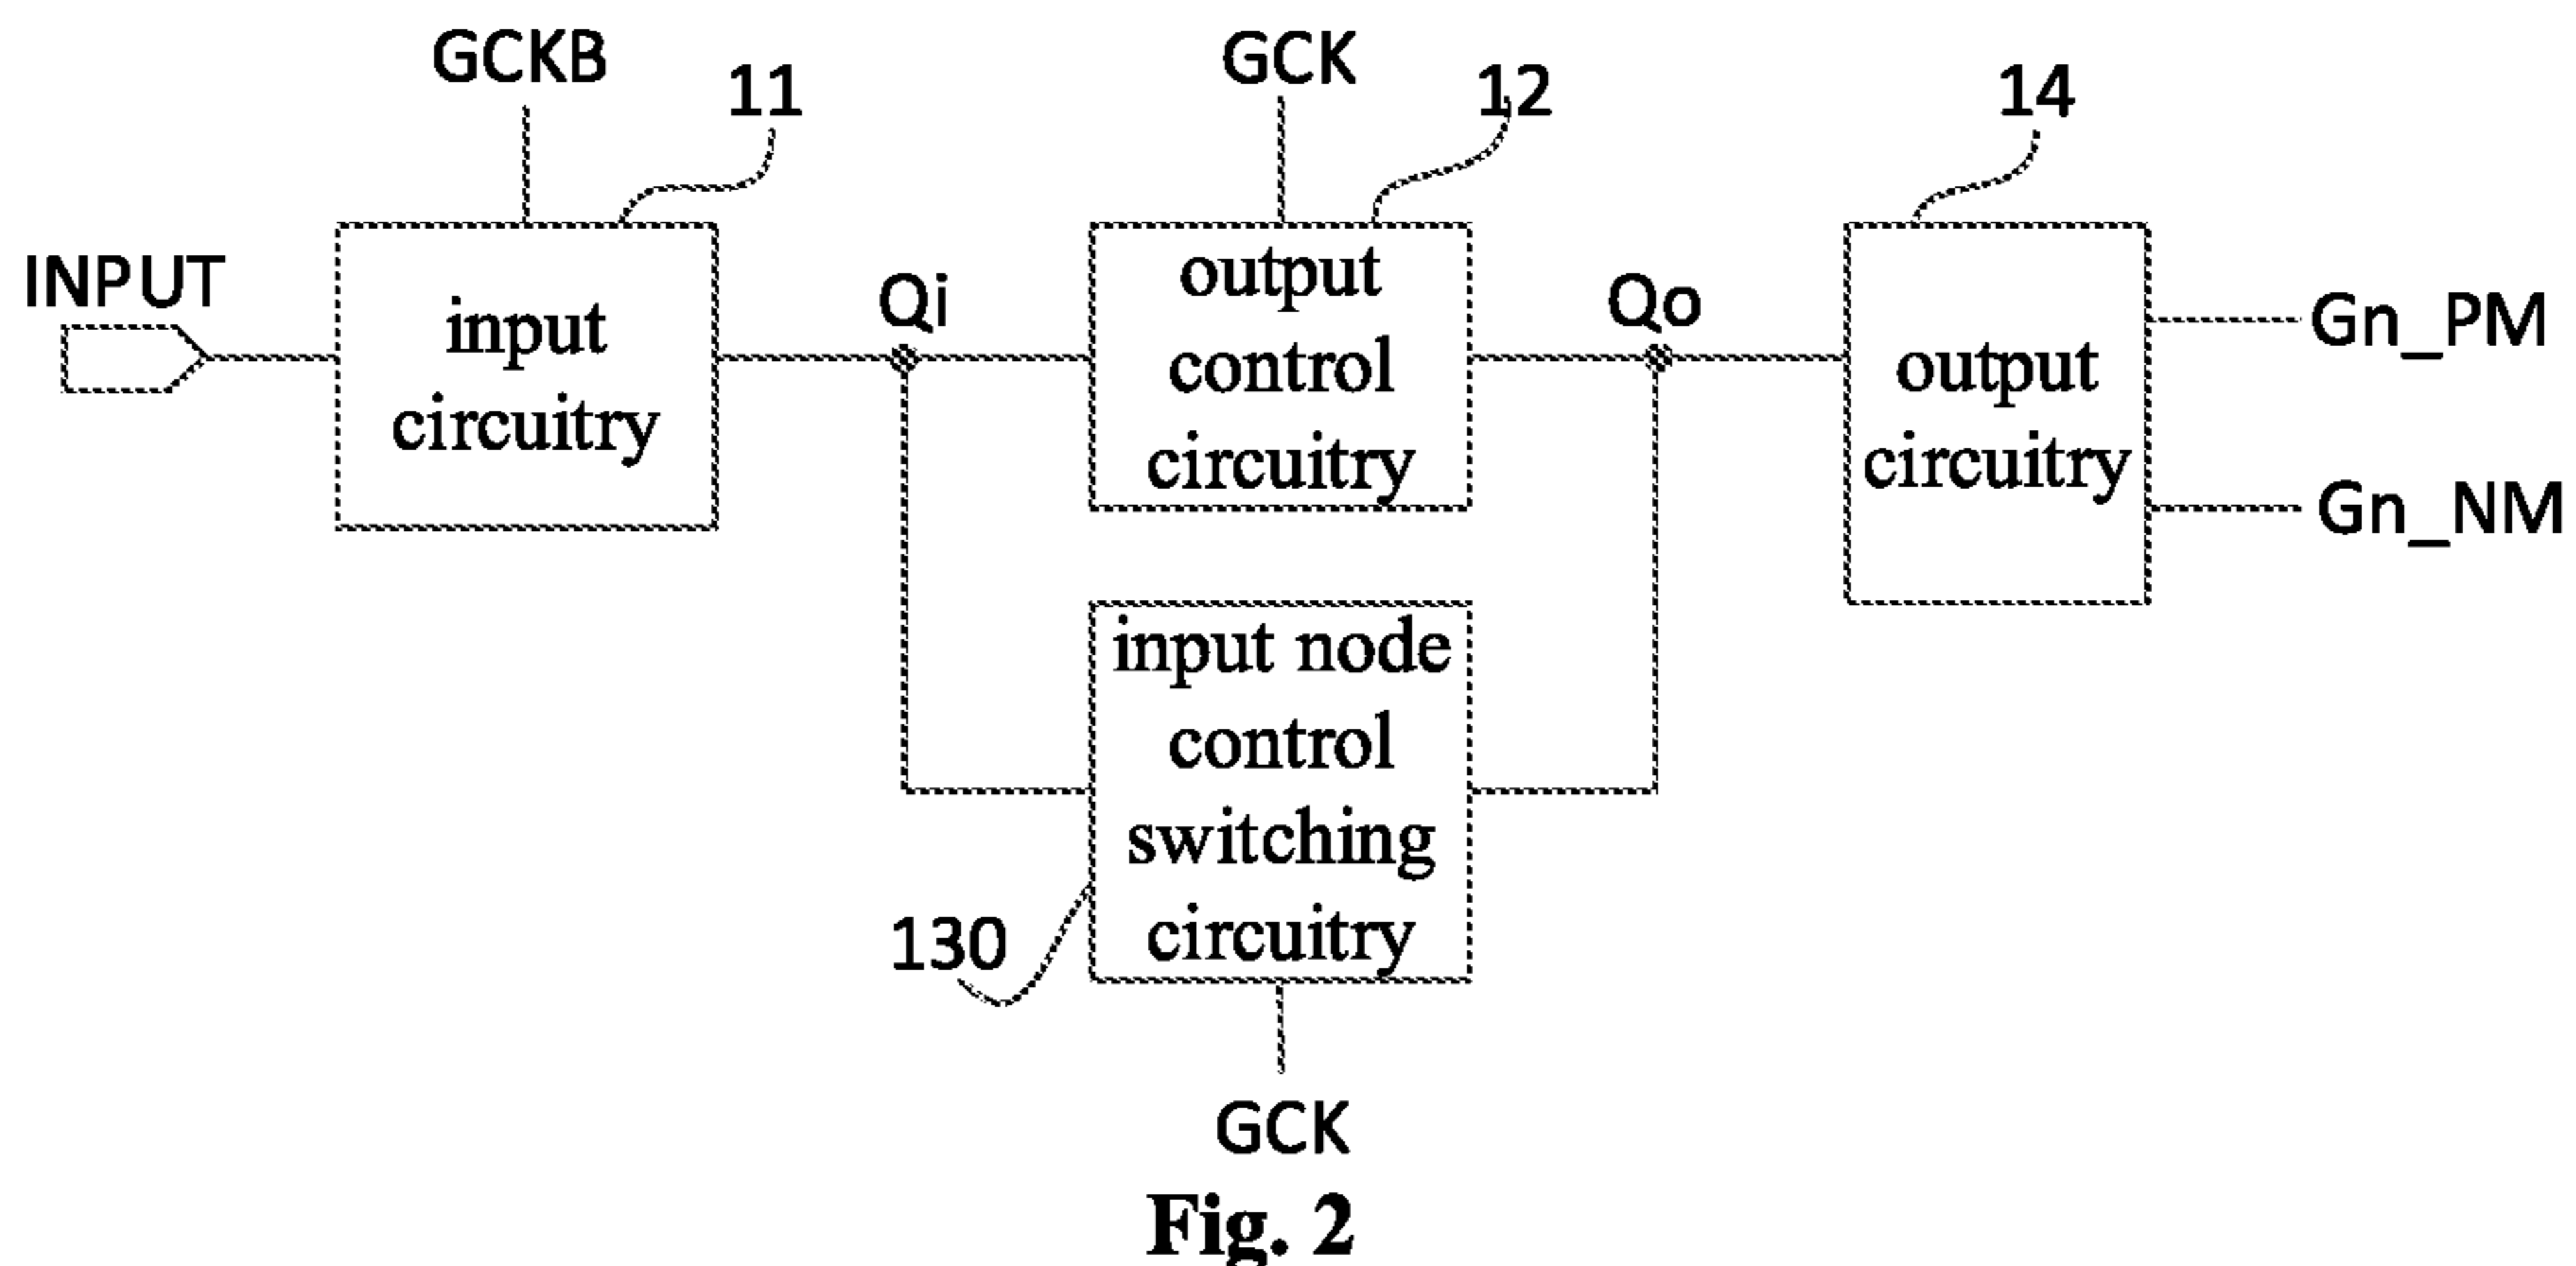 GCKB
11
GCK
12
14
INPUT
input
circuitry
Qi
output
control
circuitry
Qo
output
circuitry
Gn_PM
Gn_NM
input node
control
switching
circuitry
130
GCK
Fig. 2